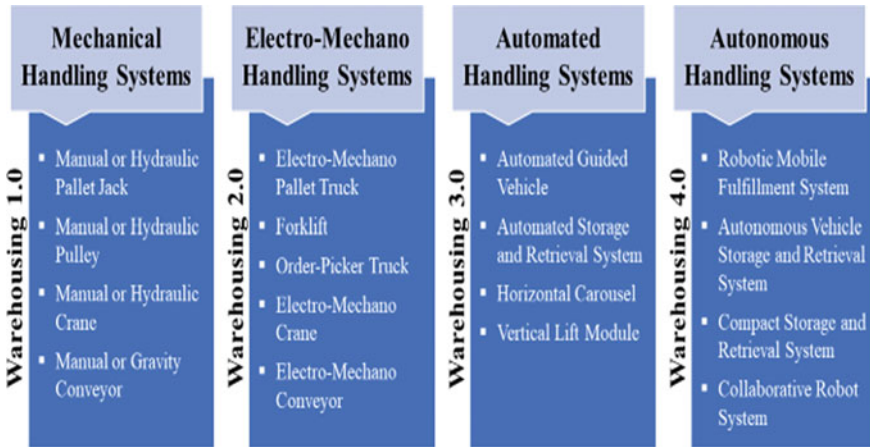 Mechanical
Handling Systems
Warehousing 1.0
▪ Manual or Hydraulic
Pallet Jack
▪ Manual or Hydraulic
Pulley
▪ Manual or Hydraulic
Crane
▪ Manual or Gravity
Conveyor
Electro-Mechano
Handling Systems
Warehousing 2.0
▪ Electro-Mechano
Pallet Truck
▪ Forklift
▪ Order-Picker Truck
▪ Electro-Mechano
Crane
▪ Electro-Mechano
Conveyor
Automated
Handling Systems
Warehousing 3.0
▪ Automated Guided
Vehicle
▪ Automated Storage
and Retrieval System
▪ Horizontal Carousel
▪ Vertical Lift Module
Autonomous
Handling Systems
Warehousing 4.0
▪ Robotic Mobile
Fulfillment System
▪ Autonomous Vehicle
Storage and Retrieval
System
▪ Compact Storage and
Retrieval System
▪ Collaborative Robot
System